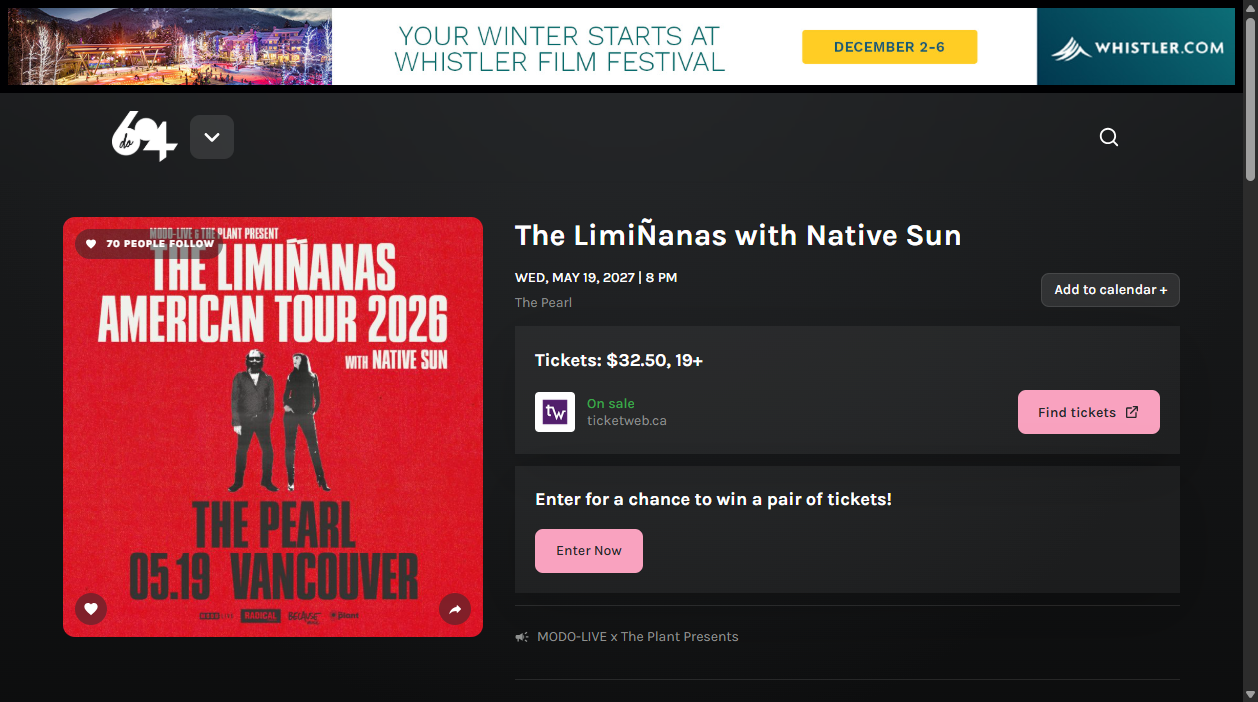 YOUR WINTER STARTS AT
WHISTLER FILM FESTIVAL
DECEMBER 2-6
WHISTLER.COM
do604
70 PEOPLE FOLLOW
MODO-LIVE & THE PLANT PRESENT
THE LIMIÑANAS
AMERICAN TOUR 2026
WITH NATIVE SUN
THE PEARL
05.19 VANCOUVER
RADICAL
BECAUSE
The LimiÑanas with Native Sun
WED, MAY 19, 2027 | 8 PM
The Pearl
Add to calendar +
Tickets: $32.50, 19+
tw
On sale
ticketweb.ca
Find tickets
Enter for a chance to win a pair of tickets!
Enter Now
MODO-LIVE x The Plant Presents